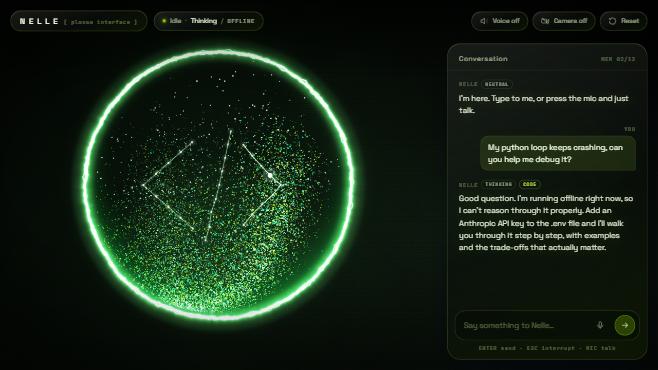 NELLE [ plasma interface ]
Idle · Thinking / OFFLINE
Voice off
Camera off
Reset
Conversation
MEM 02/12
NELLE NEUTRAL
I'm here. Type to me, or press the mic and just
talk.
YOU
My python loop keeps crashing, can
you help me debug it?
NELLE THINKING CODE
Good question. I'm running offline right now, so
I can't reason through it properly. Add an
Anthropic API key to the .env file and I'll walk
you through it step by step, with examples
and the trade-offs that actually matter.
Say something to Nelle...
ENTER send · ESC interrupt · MIC talk